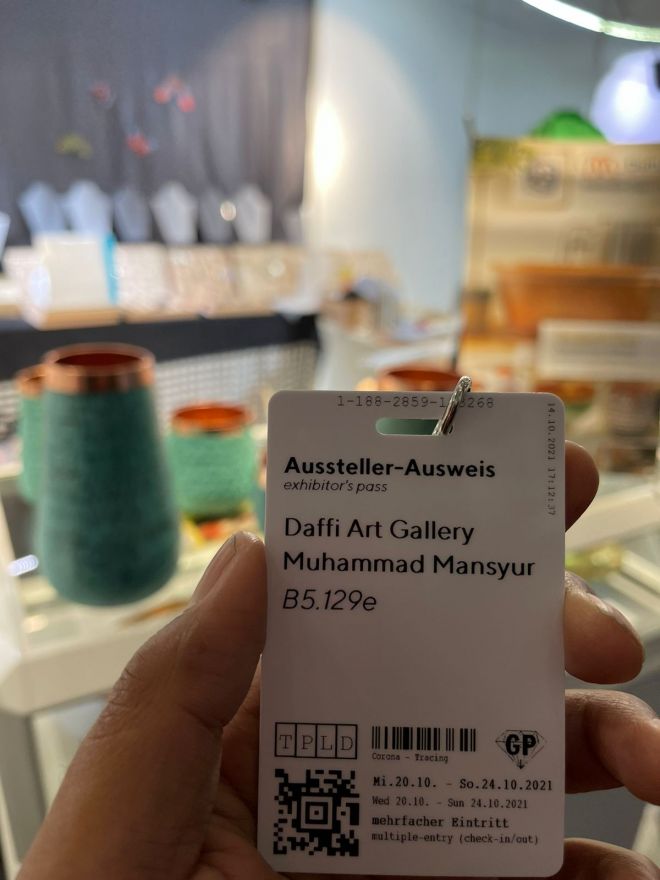 1-188-2859- 3268
14.10.2021 17:12:37
Aussteller-Ausweis
exhibitor's pass
Daffi Art Gallery
Muhammad Mansyur
B5.129e
TPLD
Corona - Tracing
GP
Mi.20.10. - So.24.10.2021
Wed 20.10. - Sun 24.10.2021
mehrfacher Eintritt
multiple-entry (check-in/out)